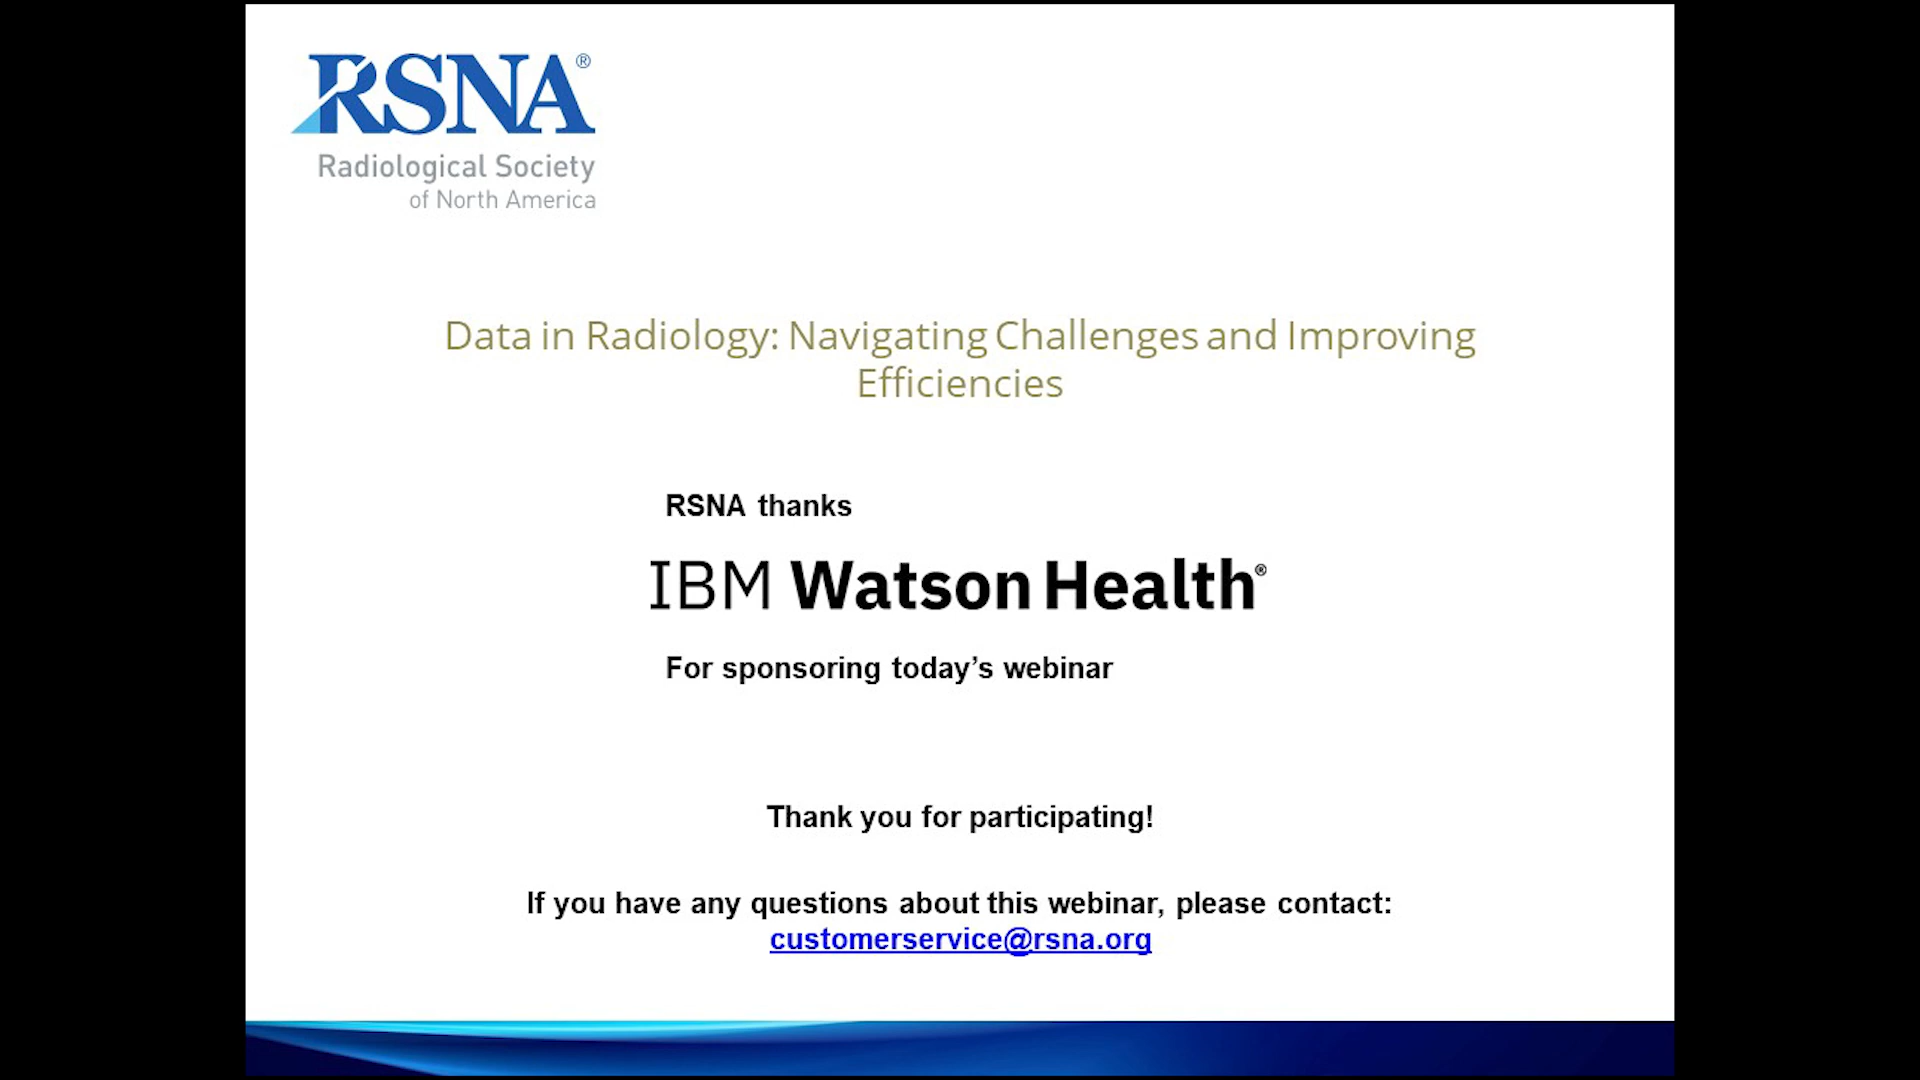 RSNA®
Radiological Society
of North America
Data in Radiology: Navigating Challenges and Improving
Efficiencies
RSNA thanks
IBM Watson Health®
For sponsoring today’s webinar
Thank you for participating!
If you have any questions about this webinar, please contact:
customerservice@rsna.org